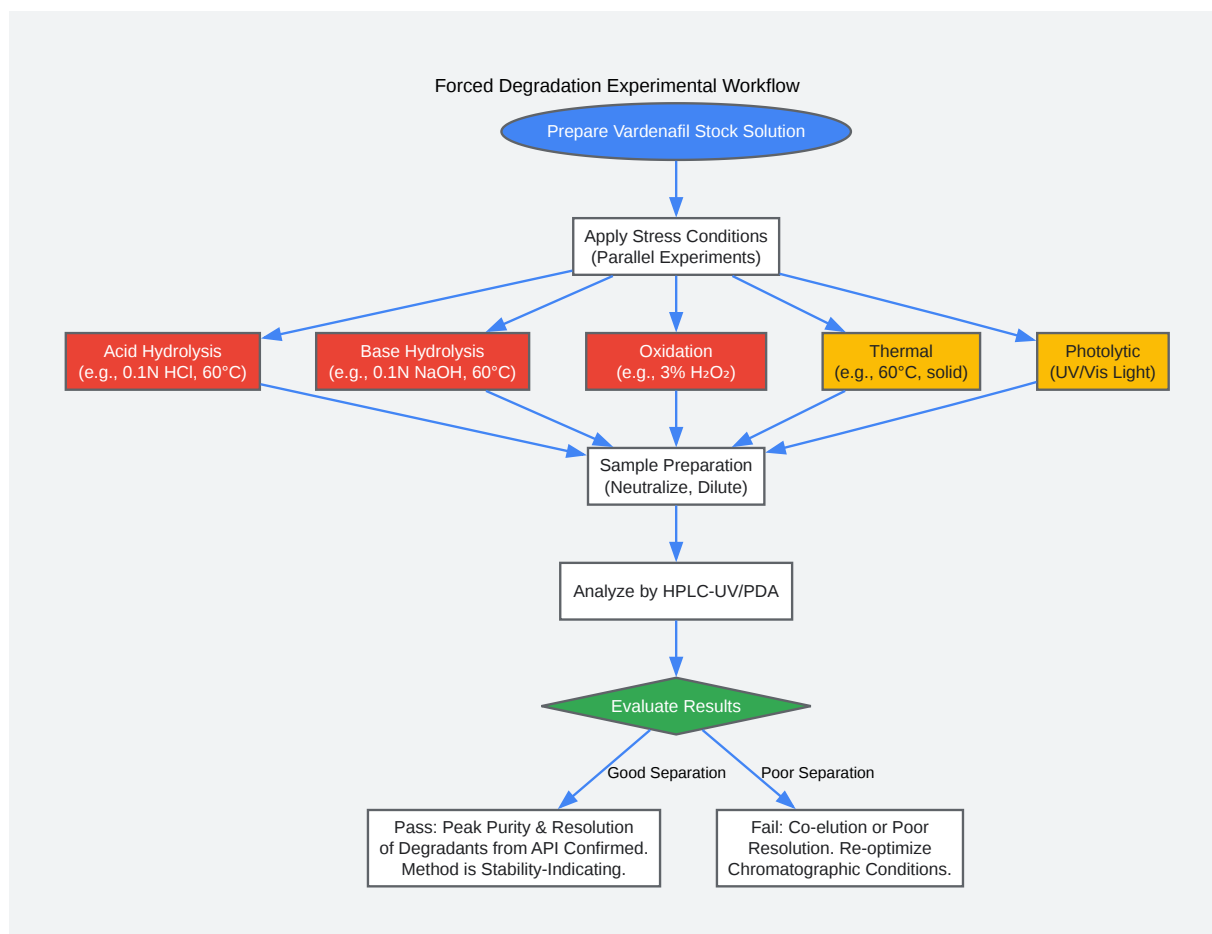 Forced Degradation Experimental Workflow
Prepare Vardenafil Stock Solution
Apply Stress Conditions
(Parallel Experiments)
Acid Hydrolysis
(e.g., 0.1N HCl, 60°C)
Base Hydrolysis
(e.g., 0.1N NaOH, 60°C)
Oxidation
(e.g., 3% H₂O₂)
Thermal
(e.g., 60°C, solid)
Photolytic
(UV/Vis Light)
Sample Preparation
(Neutralize, Dilute)
Analyze by HPLC-UV/PDA
Evaluate Results
Good Separation
Poor Separation
Pass: Peak Purity & Resolution
of Degradants from API Confirmed.
Method is Stability-Indicating.
Fail: Co-elution or Poor
Resolution. Re-optimize
Chromatographic Conditions.